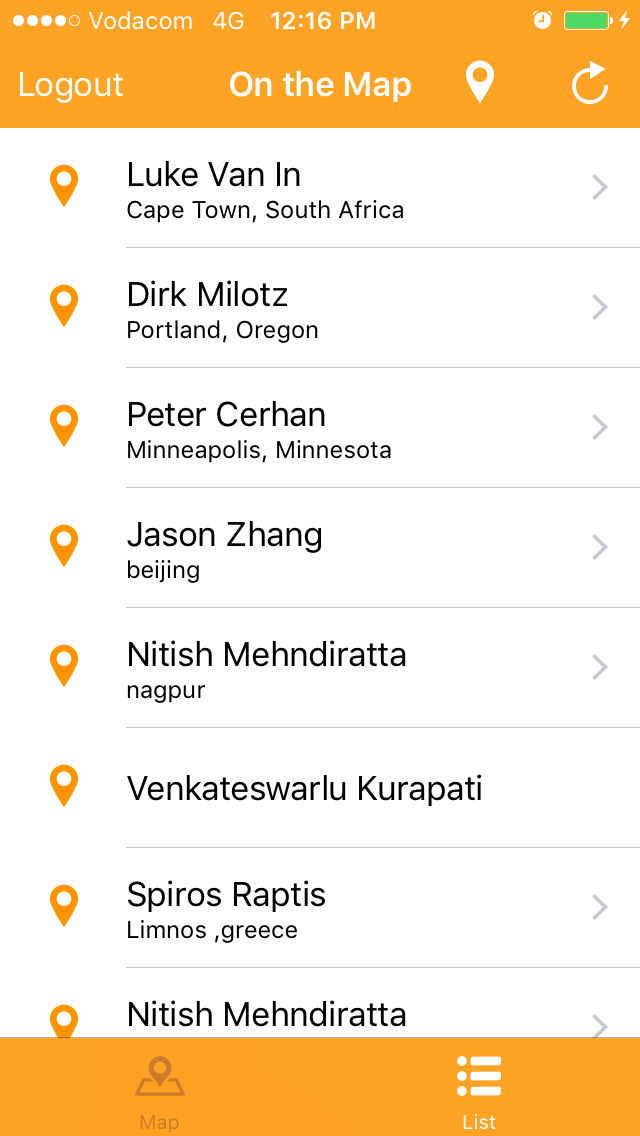 Vodacom 4G 12:16 PM
Logout On the Map
Luke Van In
Cape Town, South Africa
Dirk Milotz
Portland, Oregon
Peter Cerhan
Minneapolis, Minnesota
Jason Zhang
beijing
Nitish Mehndiratta
nagpur
Venkateswarlu Kurapati
Spiros Raptis
Limnos ,greece
Nitish Mehndiratta
Map List